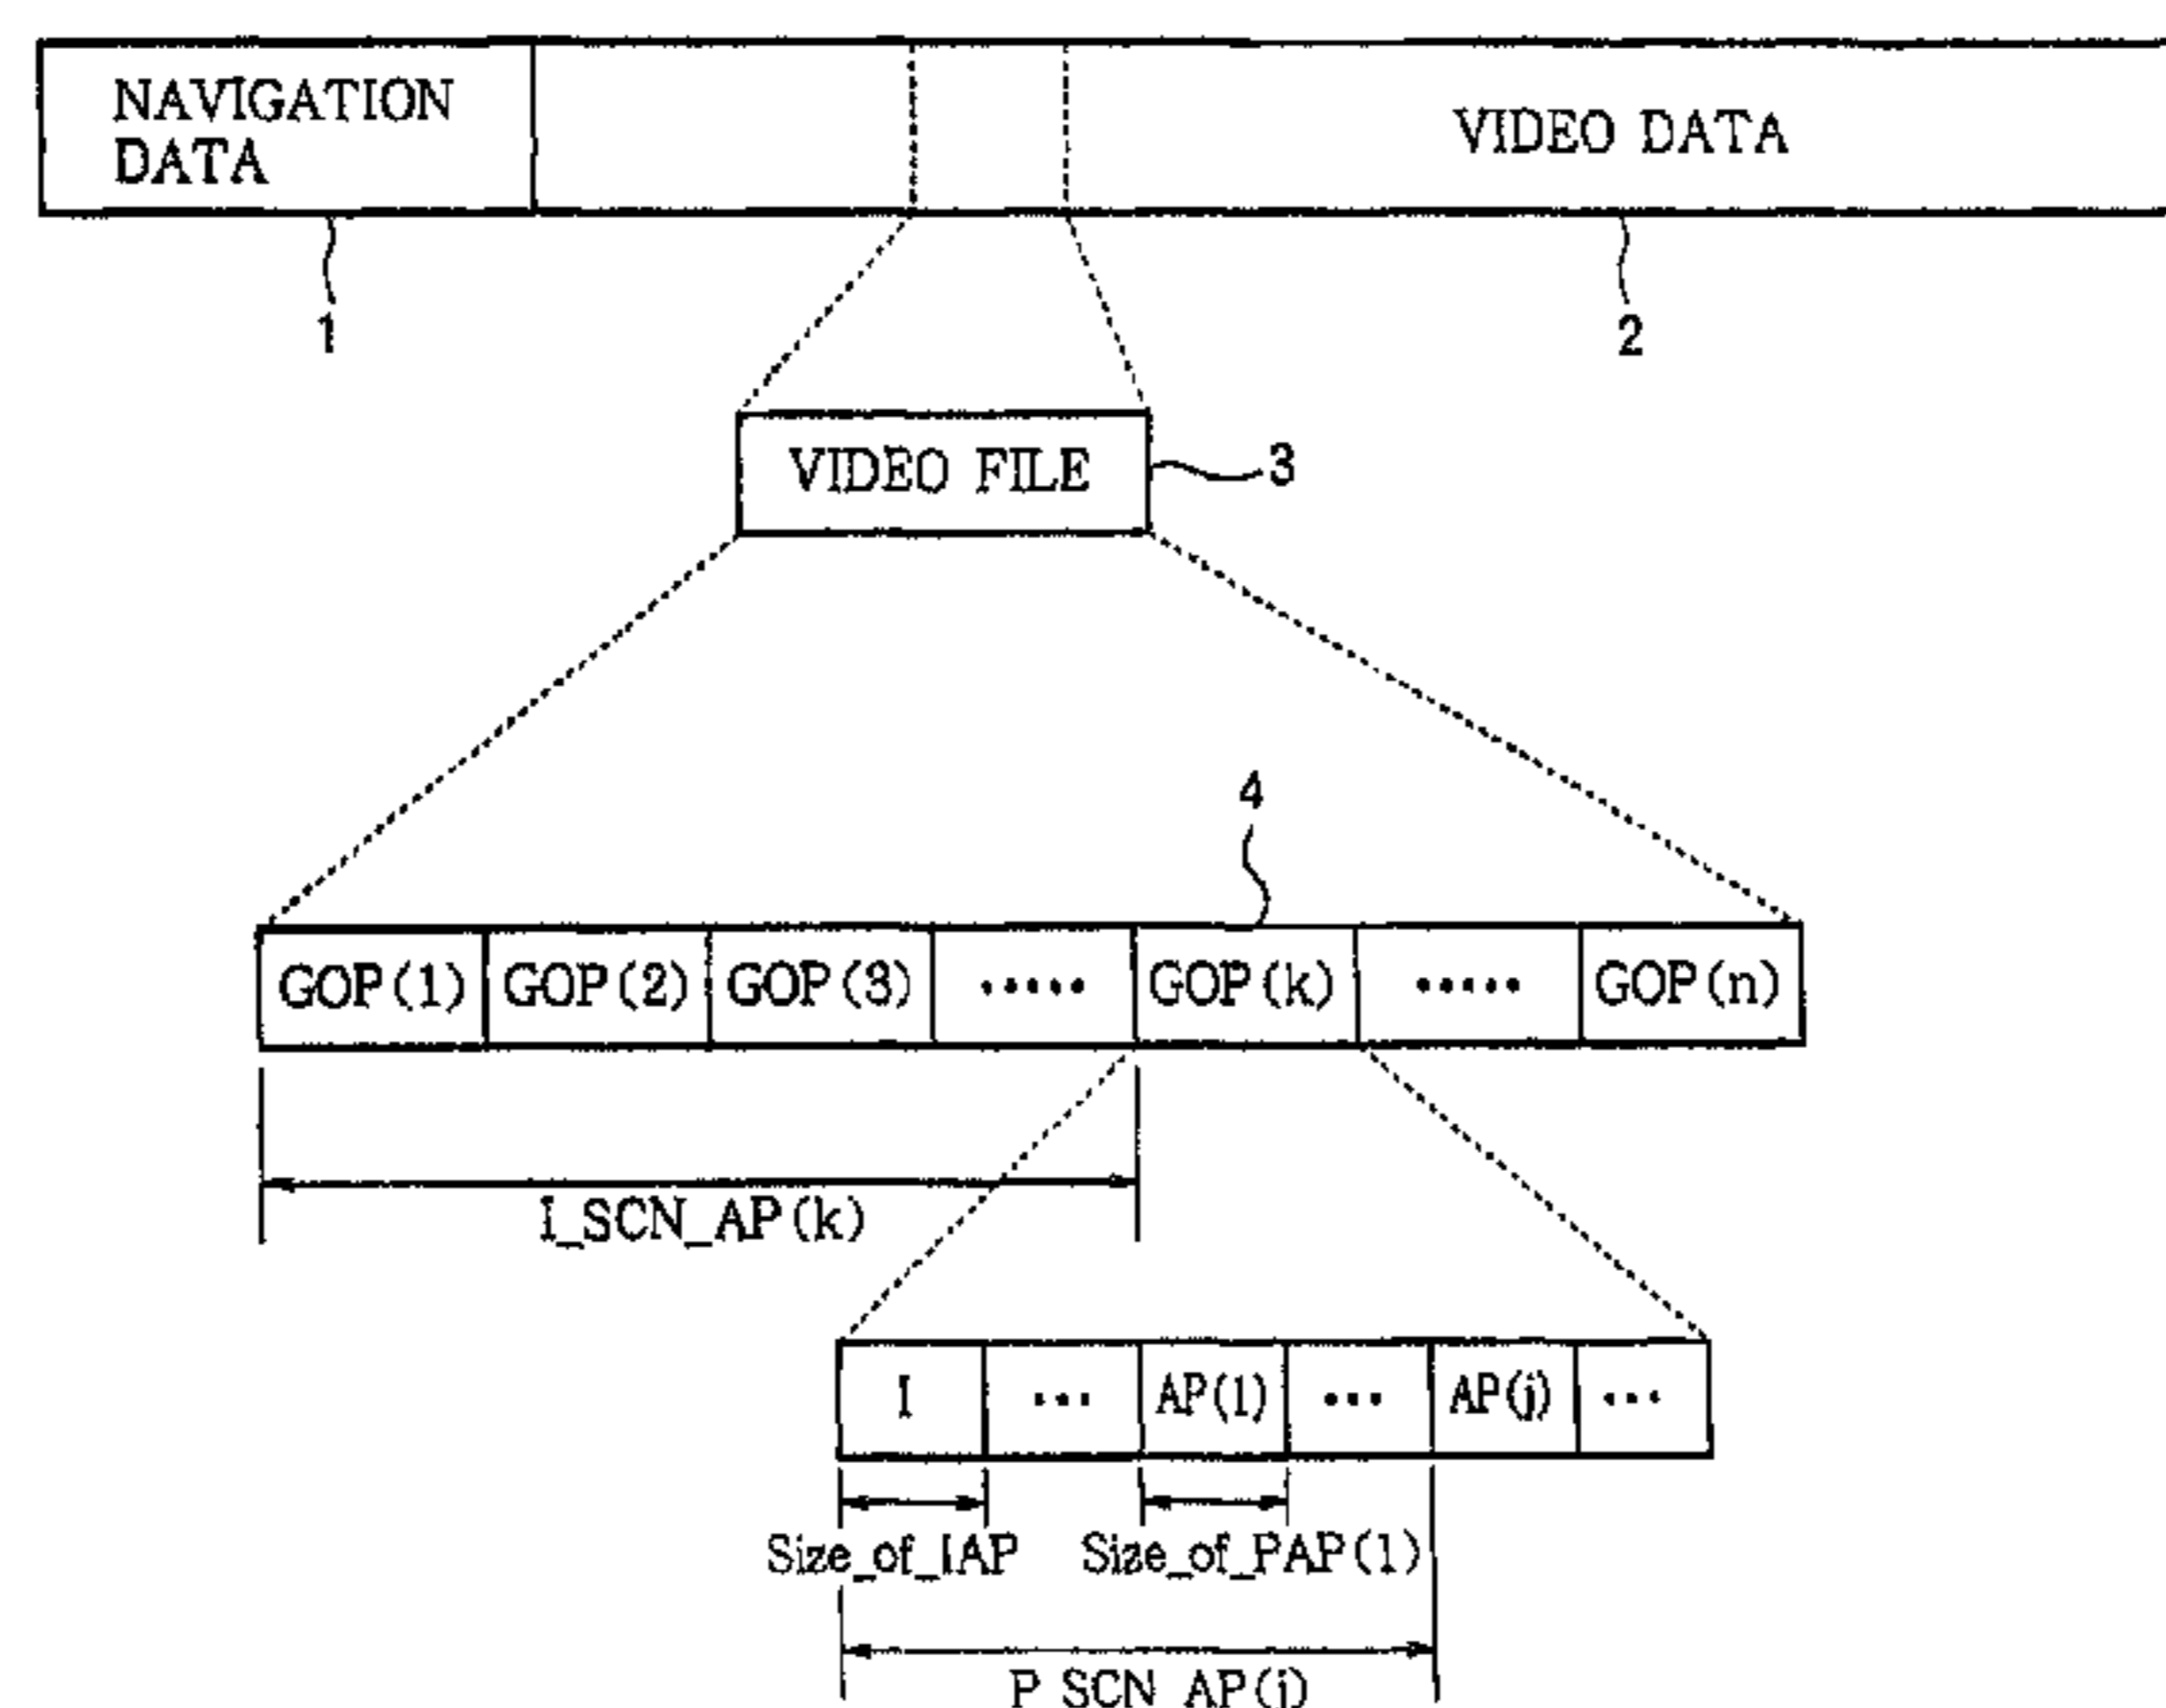 NAVIGATION
DATA
VIDEO DATA
1
2
VIDEO FILE
3
4
GOP(1) GOP(2) GOP(3) ····· GOP(k) ····· GOP(n)
I_SCN_AP(k)
I ··· AP(1) ··· AP(j) ···
Size_of_IAP Size_of_PAP(1)
P_SCN_AP(j)